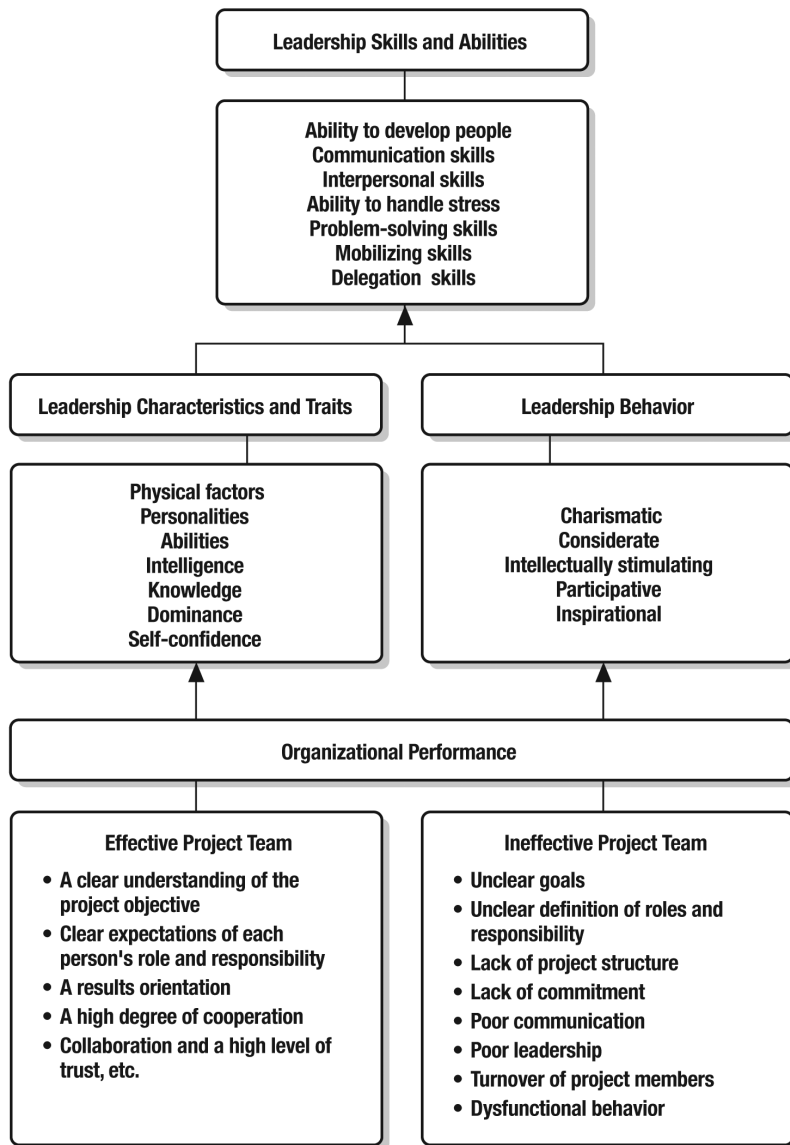 Leadership Skills and Abilities
Ability to develop people
Communication skills
Interpersonal skills
Ability to handle stress
Problem-solving skills
Mobilizing skills
Delegation skills
Leadership Characteristics and Traits
Leadership Behavior
Physical factors
Personalities
Abilities
Intelligence
Knowledge
Dominance
Self-confidence
Charismatic
Considerate
Intellectually stimulating
Participative
Inspirational
Organizational Performance
Effective Project Team
• A clear understanding of the
project objective
• Clear expectations of each
person's role and responsibility
• A results orientation
• A high degree of cooperation
• Collaboration and a high level of
trust, etc.
Ineffective Project Team
• Unclear goals
• Unclear definition of roles and
responsibility
• Lack of project structure
• Lack of commitment
• Poor communication
• Poor leadership
• Turnover of project members
• Dysfunctional behavior